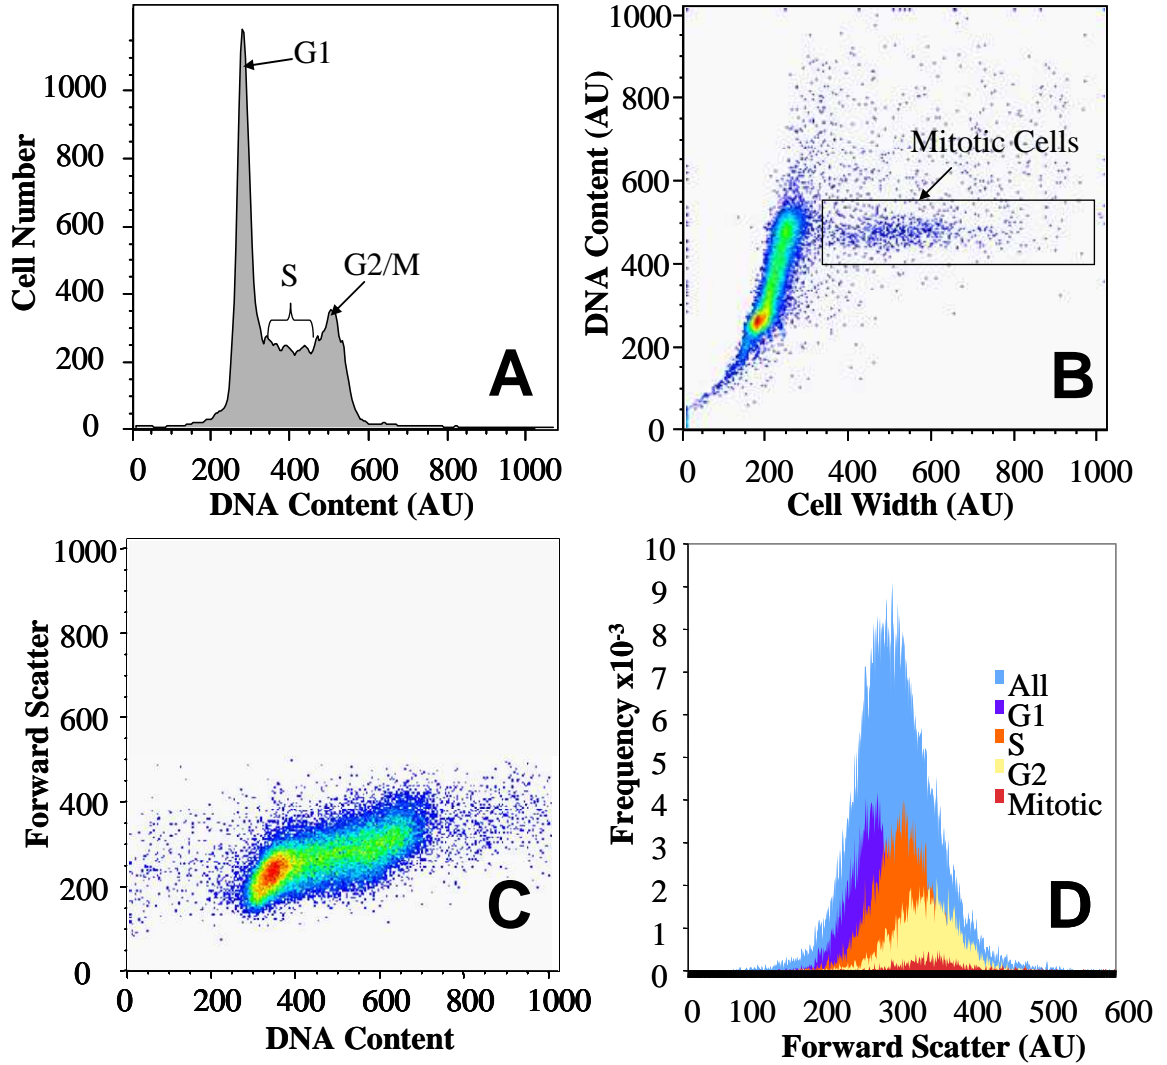 1000
800
600
400
200
0
Cell Number
G1
S
G2/M
A
0 200 400 600 800 1000
DNA Content (AU)
1000
800
600
400
200
0
DNA Content (AU)
Mitotic Cells
B
0 200 400 600 800 1000
Cell Width (AU)
1000
800
600
400
200
0
Forward Scatter
C
0 200 400 600 800 1000
DNA Content
10
9
8
7
6
5
4
3
2
1
0
Frequency x10-3
All
G1
S
G2
Mitotic
D
0 100 200 300 400 500 600
Forward Scatter (AU)